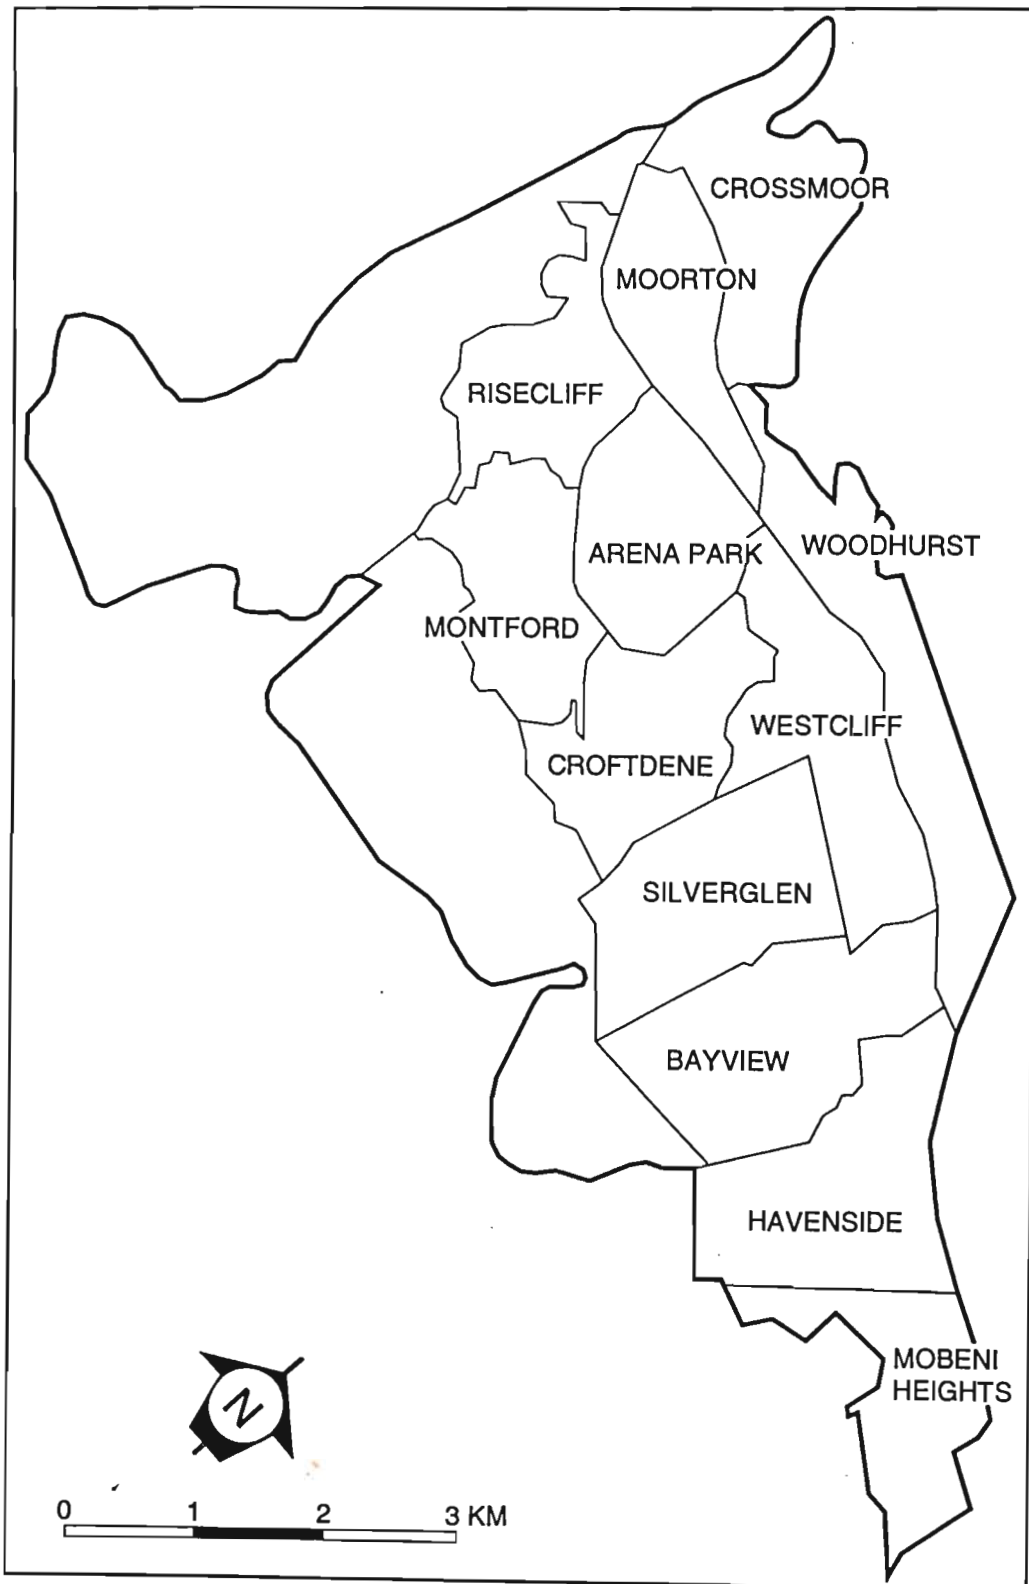 CROSSMOOR
MOORTON
RISECLIFF
ARENA PARK
WOODHURST
MONTFORD
WESTCLIFF
CROFTDENE
SILVERGLEN
BAYVIEW
HAVENSIDE
MOBENI
HEIGHTS
N
0 1 2 3 KM